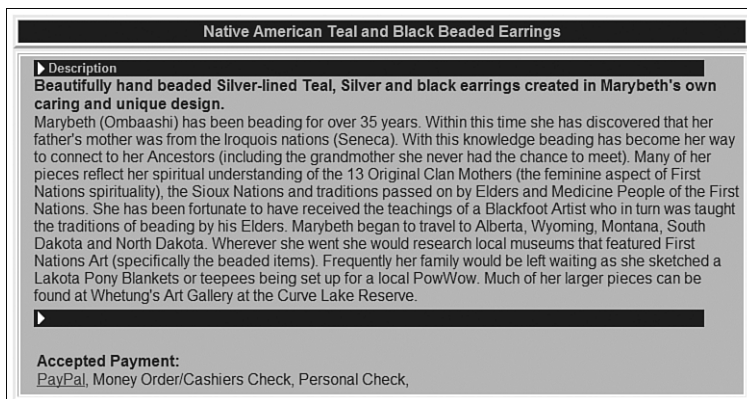 Native American Teal and Black Beaded Earrings
Description
Beautifully hand beaded Silver-lined Teal, Silver and black earrings created in Marybeth's own
caring and unique design.
Marybeth (Ombaashi) has been beading for over 35 years. Within this time she has discovered that her
father's mother was from the Iroquois nations (Seneca). With this knowledge beading has become her way
to connect to her Ancestors (including the grandmother she never had the chance to meet). Many of her
pieces reflect her spiritual understanding of the 13 Original Clan Mothers (the feminine aspect of First
Nations spirituality), the Sioux Nations and traditions passed on by Elders and Medicine People of the First
Nations. She has been fortunate to have received the teachings of a Blackfoot Artist who in turn was taught
the traditions of beading by his Elders. Marybeth began to travel to Alberta, Wyoming, Montana, South
Dakota and North Dakota. Wherever she went she would research local museums that featured First
Nations Art (specifically the beaded items). Frequently her family would be left waiting as she sketched a
Lakota Pony Blankets or teepees being set up for a local PowWow. Much of her larger pieces can be
found at Whetung's Art Gallery at the Curve Lake Reserve.
Accepted Payment:
PayPal, Money Order/Cashiers Check, Personal Check,